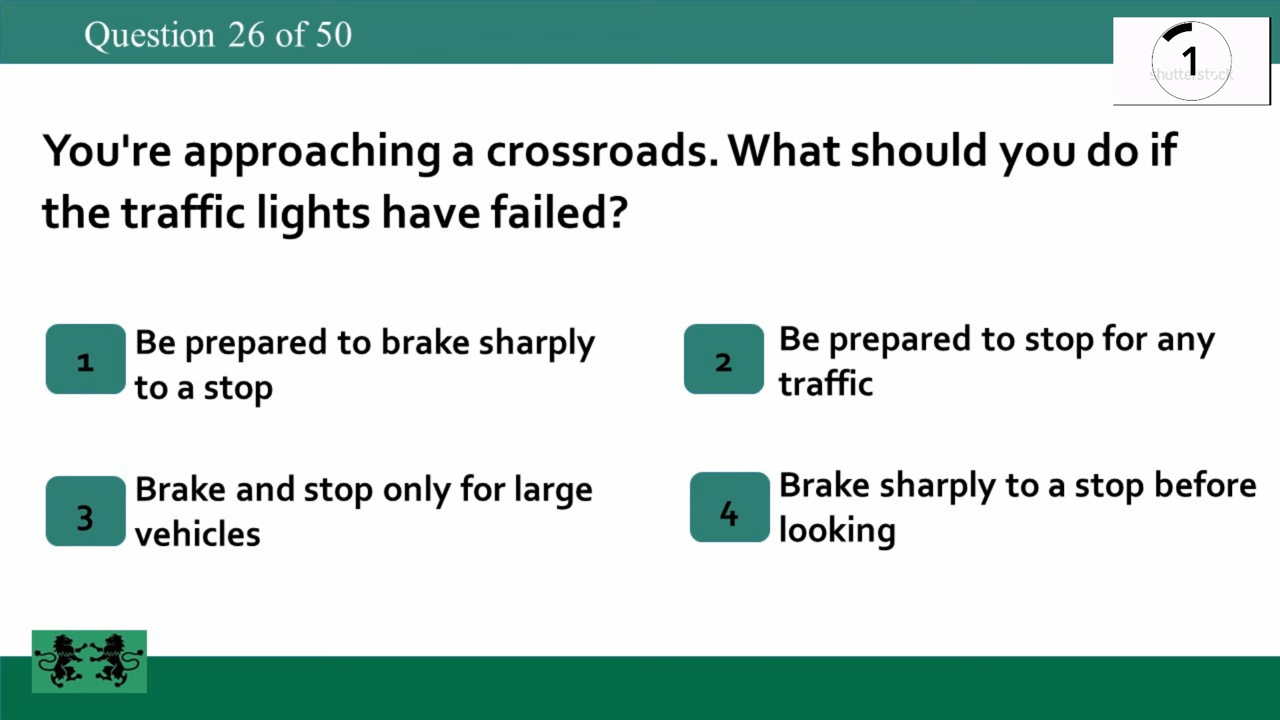 Question 26 of 50
1
shutterstock
You're approaching a crossroads. What should you do if
the traffic lights have failed?
1
Be prepared to brake sharply
to a stop
2
Be prepared to stop for any
traffic
3
Brake and stop only for large
vehicles
4
Brake sharply to a stop before
looking